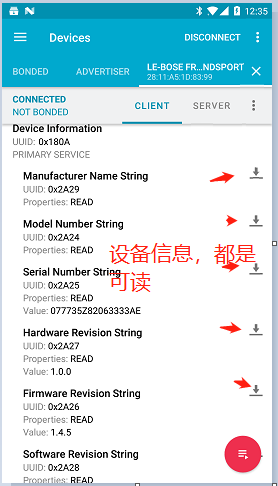 12:35
Devices
DISCONNECT
BONDED
ADVERTISER
LE-BOSE FR...NDSPORT
28:11:A5:1D:83:99
CONNECTED
NOT BONDED
CLIENT
SERVER
Device Information
UUID: 0x180A
PRIMARY SERVICE
Manufacturer Name String
UUID: 0x2A29
Properties: READ
Model Number String
UUID: 0x2A24
Properties: READ
设备信息，都是
可读
Serial Number String
UUID: 0x2A25
Properties: READ
Value: 077735Z82063333AE
Hardware Revision String
UUID: 0x2A27
Properties: READ
Value: 1.0.0
Firmware Revision String
UUID: 0x2A26
Properties: READ
Value: 1.4.5
Software Revision String
UUID: 0x2A28
Properties: READ